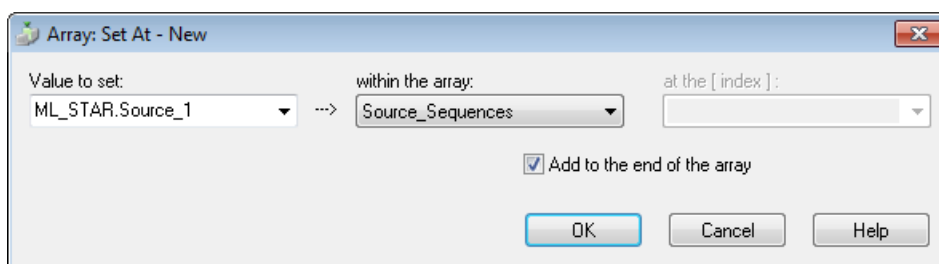 Array: Set At - New
Value to set:
within the array:
at the [ index ] :
ML_STAR.Source_1
--->
Source_Sequences
Add to the end of the array
OK
Cancel
Help